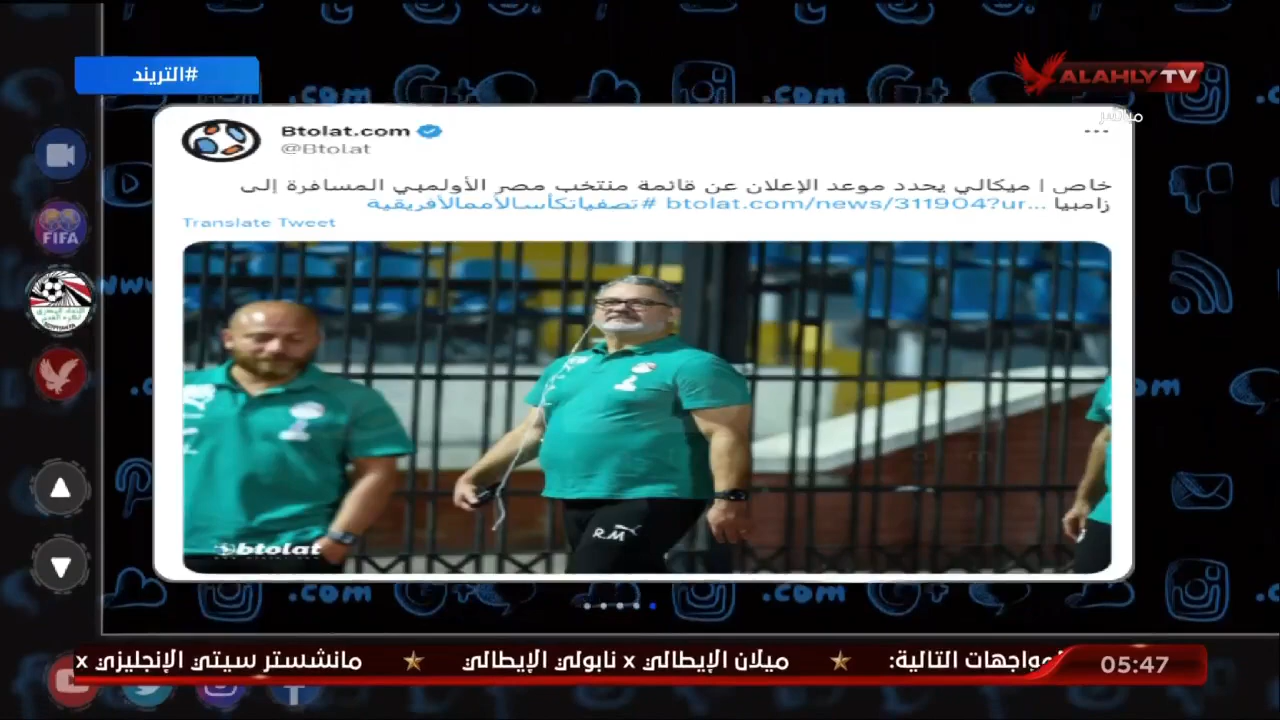 #التريند
ALAHLY TV
مباشر
Btolat.com
@Btolat
خاص | ميكالي يحدد موعد الإعلان عن قائمة منتخب مصر الأولمبي المسافرة إلى
زامبيا btolat.com/news/311904?ur... #تصفياتكأسالأممالأفريقية
Translate Tweet
FIFA
RM
btolat
المواجهات التالية: ★ ميلان الإيطالي x نابولي الإيطالي ★ مانشستر سيتي الإنجليزي x
05:47